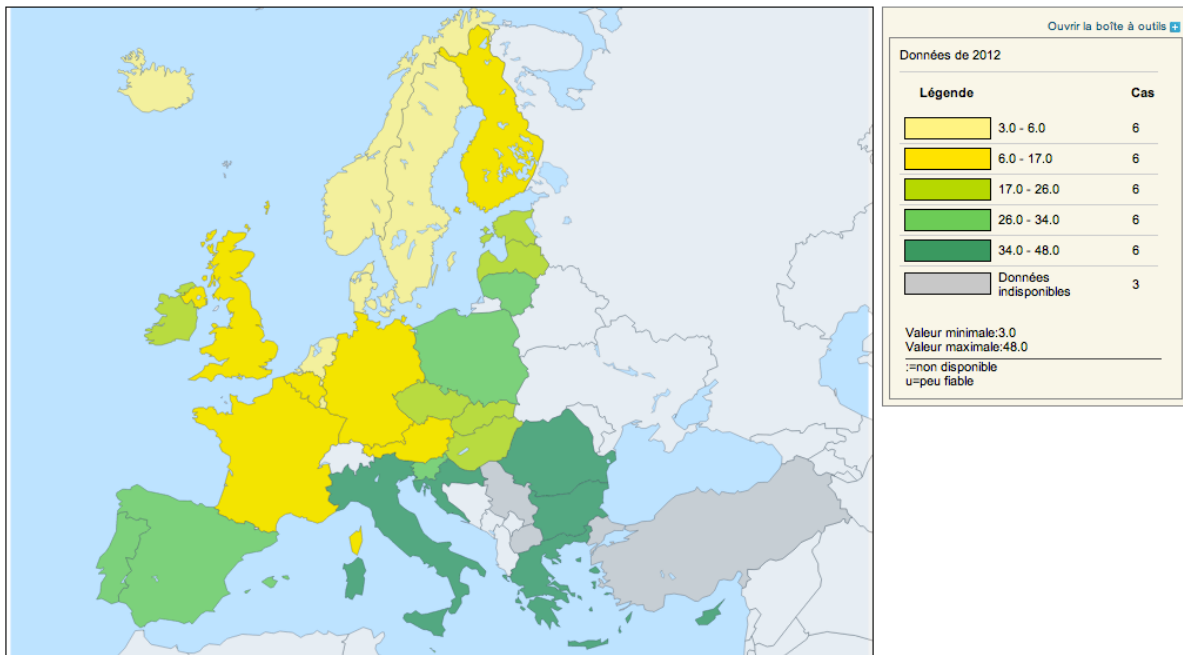 Ouvrir la boîte à outils
Données de 2012
Légende Cas
3.0 - 6.0 6
6.0 - 17.0 6
17.0 - 26.0 6
26.0 - 34.0 6
34.0 - 48.0 6
Données
indisponibles 3
Valeur minimale:3.0
Valeur maximale:48.0
:=non disponible
u=peu fiable